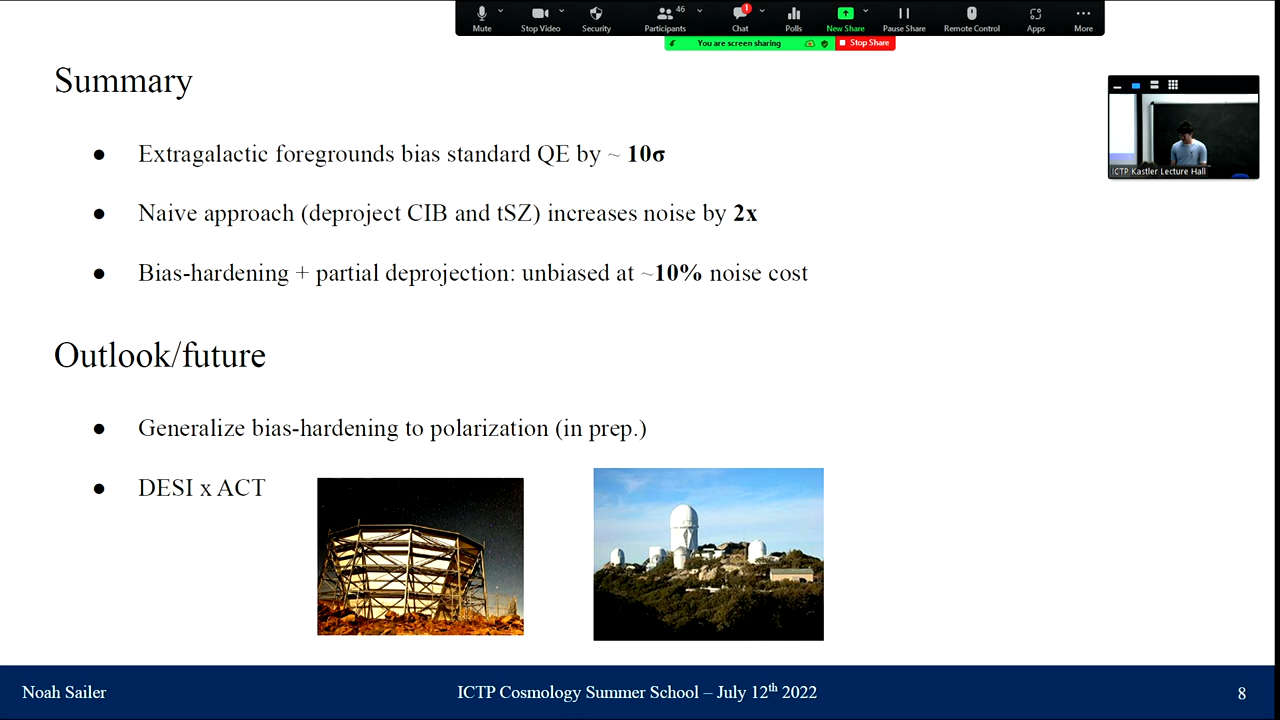 Mute
Stop Video
Security
Participants
46
Chat
1
Polls
New Share
Pause Share
Remote Control
Apps
More
You are screen sharing
Stop Share
Summary
● Extragalactic foregrounds bias standard QE by ~ 10σ
● Naive approach (deproject CIB and tSZ) increases noise by 2x
● Bias-hardening + partial deprojection: unbiased at ~10% noise cost
ICTP Kastler Lecture Hall
Outlook/future
● Generalize bias-hardening to polarization (in prep.)
● DESI x ACT
Noah Sailer
ICTP Cosmology Summer School – July 12th 2022
8